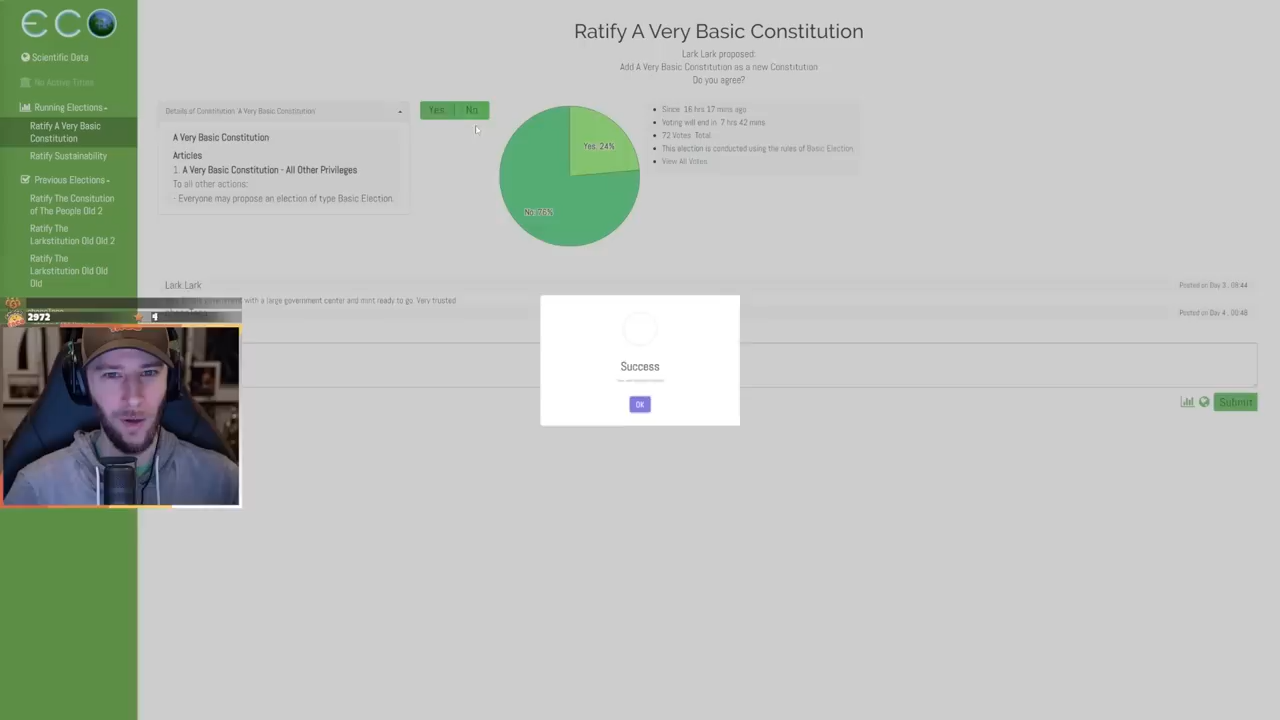 ECO
Scientific Data
No Active Titles
Running Elections
Ratify A Very Basic
Constitution
Ratify Sustainability
Previous Elections
Ratify The Consitution
of The People Old 2
Ratify The
Larkstitution Old Old 2
Ratify The
Larkstitution Old Old
Old
2972
4
Ratify A Very Basic Constitution
Lark Lark proposed:
Add A Very Basic Constitution as a new Constitution
Do you agree?
Details of Constitution 'A Very Basic Constitution'
A Very Basic Constitution
Articles
1. A Very Basic Constitution - All Other Privileges
To all other actions:
- Everyone may propose an election of type Basic Election.
Yes
No
Yes: 24%
No: 76%
Since 16 hrs 17 mins ago
Voting will end in 7 hr 42 mins
72 Votes Total.
This election is conducted using the rules of Basic Election
View All Votes
Lark Lark
Posted on Day 3 , 09:44
with a large government center and mint ready to go. Very trusted
Posted on Day 4 , 00:48
Success
OK
Submit